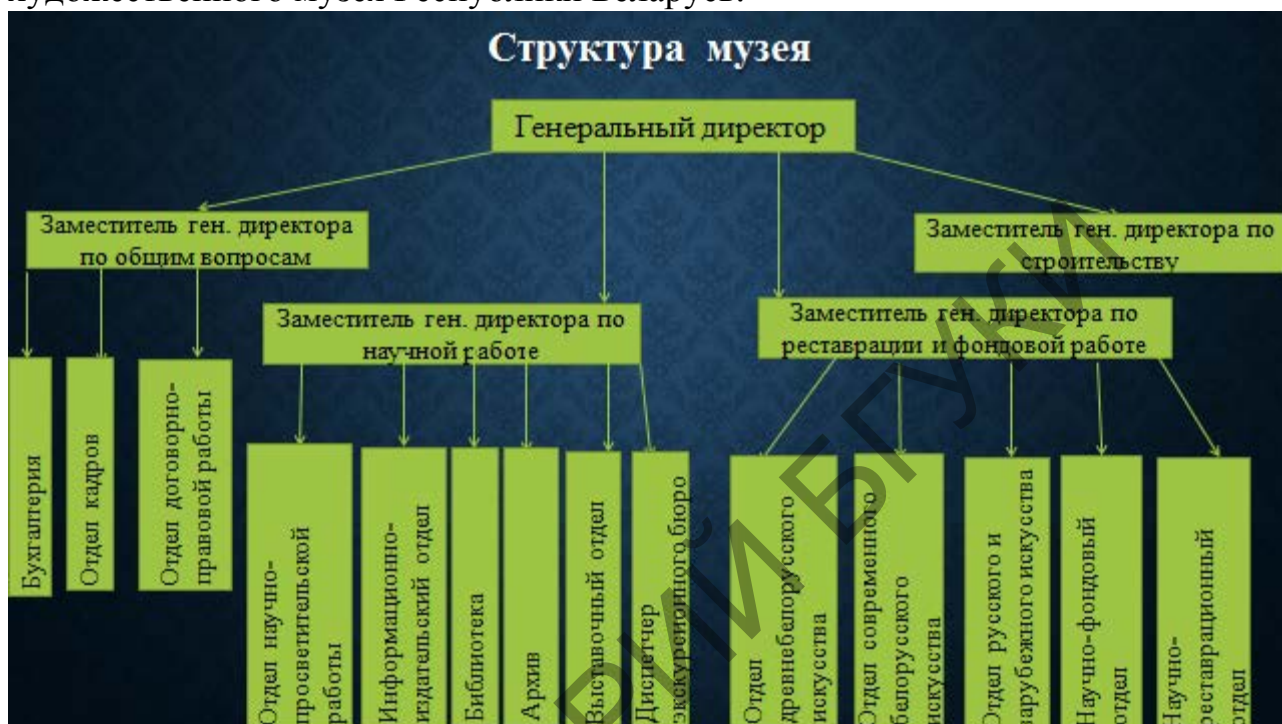 художественного музея Республики Беларусь.
Структура музея
Генеральный директор
Заместитель ген. директора
по общим вопросам
Заместитель ген. директора по
строительству
Заместитель ген. директора по
научной работе
Заместитель ген. директора по
реставрации и фондовой работе
Бухгалтерия
Отдел кадров
Отдел договорно-
правовой работы
Отдел научно-
просветительской
работы
Информационно-
издательский отдел
Библиотека
Архив
Выставочный отдел
Диспетчер
экскурсионного бюро
Отдел
древнебелорусского
искусства
Отдел современного
белорусского
искусства
Отдел русского и
зарубежного искусства
Научно-фондовый
отдел
Научно-
реставрационный
отдел
РИЙ БГУКИ